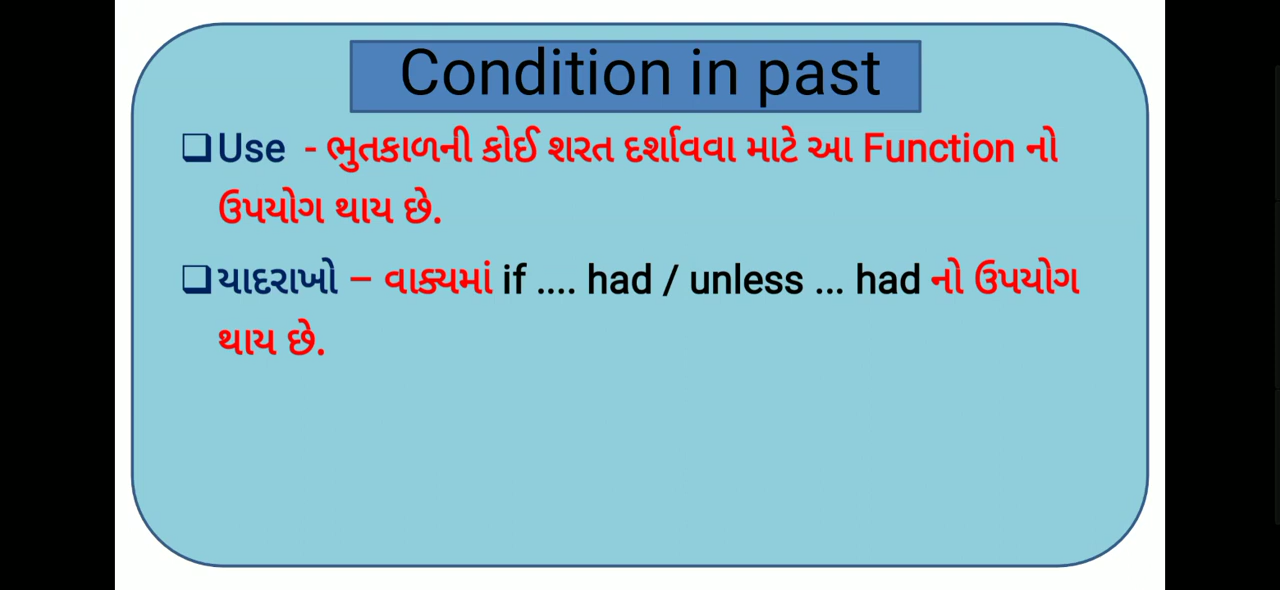 Condition in past
❑Use - ભુતકાળની કોઈ શરત દર્શાવવા માટે આ Function નો
ઉપયોગ થાય છે.
❑યાદરાખો – વાક્યમાં if .... had / unless ... had નો ઉપયોગ
થાય છે.